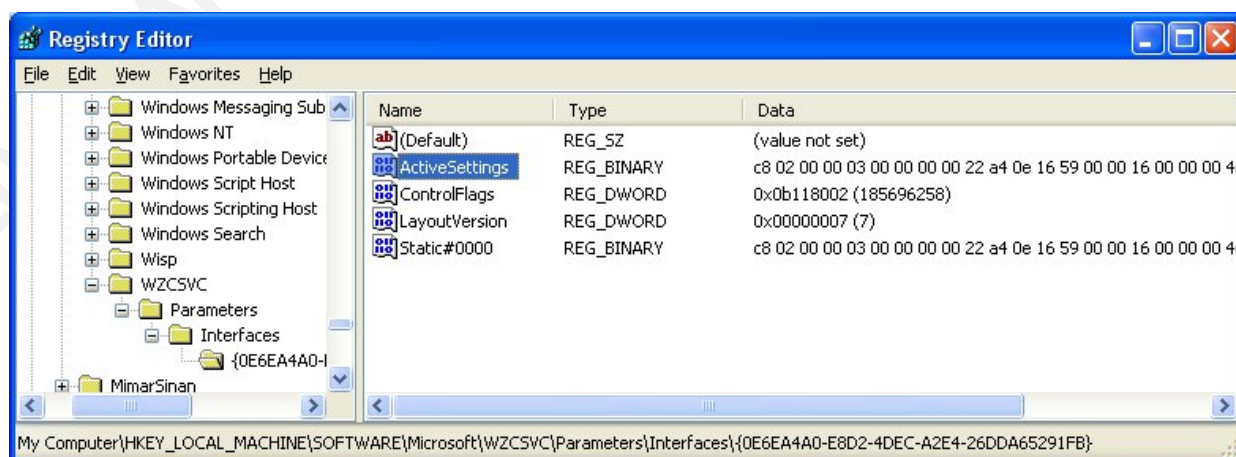 Registry Editor
File Edit View Favorites Help
Windows Messaging Sub
Windows NT
Windows Portable Device
Windows Script Host
Windows Scripting Host
Windows Search
Wisp
WZCSVC
Parameters
Interfaces
{0E6EA4A0-
MimarSinan
Name Type Data
(Default) REG_SZ (value not set)
ActiveSettings REG_BINARY c8 02 00 00 03 00 00 00 00 22 a4 0e 16 59 00 00 16 00 00 00 4
ControlFlags REG_DWORD 0x0b118002 (185696258)
LayoutVersion REG_DWORD 0x00000007 (7)
Static#0000 REG_BINARY c8 02 00 00 03 00 00 00 00 22 a4 0e 16 59 00 00 16 00 00 00 4
My Computer\HKEY_LOCAL_MACHINE\SOFTWARE\Microsoft\WZCSVC\Parameters\Interfaces\{0E6EA4A0-E8D2-4DEC-A2E4-26DDA65291FB}